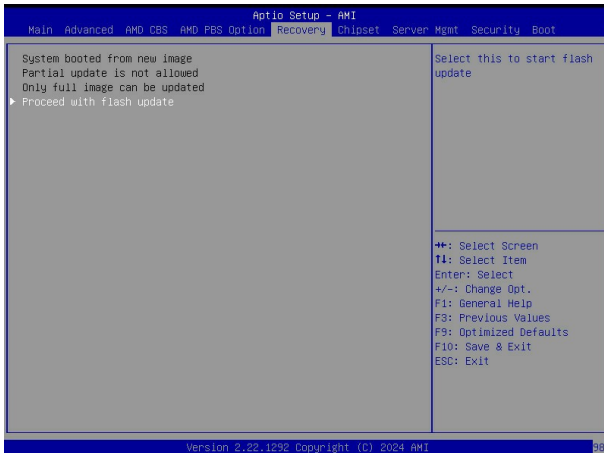 Aptio Setup - AMI
Main Advanced AMD CBS AMD PBS Option Recovery Chipset Server Mgmt Security Boot
System booted from new image
Partial update is not allowed
Only full image can be updated
Proceed with flash update
Select this to start flash
update
→←: Select Screen
↑↓: Select Item
Enter: Select
+/-: Change Opt.
F1: General Help
F3: Previous Values
F9: Optimized Defaults
F10: Save & Exit
ESC: Exit
Version 2.22.1292 Copyright (C) 2024 AMI
98